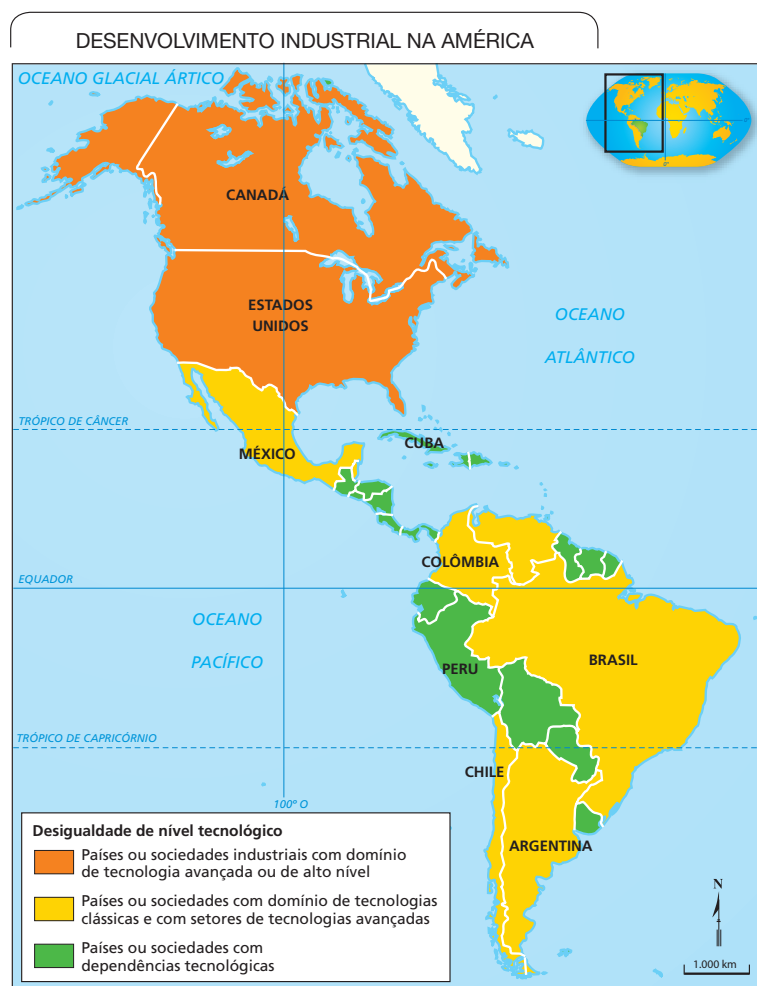 DESENVOLVIMENTO INDUSTRIAL NA AMÉRICA
OCEANO GLACIAL ÁRTICO
CANADÁ
ESTADOS
UNIDOS
OCEANO
ATLÂNTICO
TRÓPICO DE CÂNCER
CUBA
MÉXICO
COLÔMBIA
EQUADOR
OCEANO
PACÍFICO
PERU
BRASIL
TRÓPICO DE CAPRICÓRNIO
CHILE
100º O
ARGENTINA
Desigualdade de nível tecnológico
Países ou sociedades industriais com domínio
de tecnologia avançada ou de alto nível
Países ou sociedades com domínio de tecnologias
clássicas e com setores de tecnologias avançadas
Países ou sociedades com
dependências tecnológicas
N
1.000 km